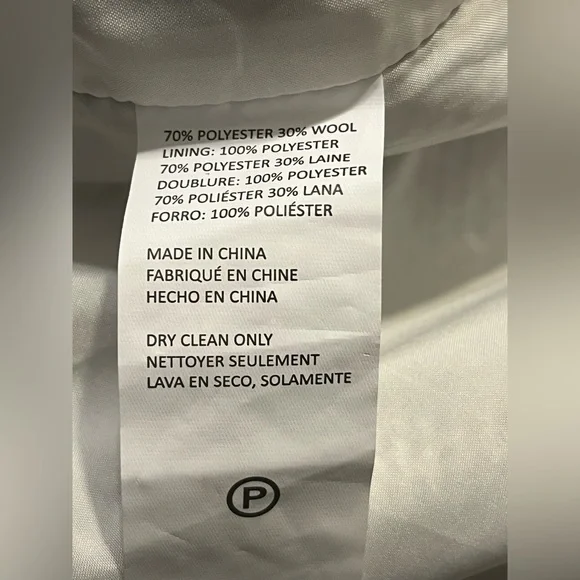 70% POLYESTER 30% WOOL
LINING: 100% POLYESTER
70% POLYESTER 30% LAINE
DOUBLURE: 100% POLYESTER
70% POLIÉSTER 30% LANA
FORRO: 100% POLIÉSTER
MADE IN CHINA
FABRIQUÉ EN CHINE
HECHO EN CHINA
DRY CLEAN ONLY
NETTOYER SEULEMENT
LAVA EN SECO, SOLAMENTE
P